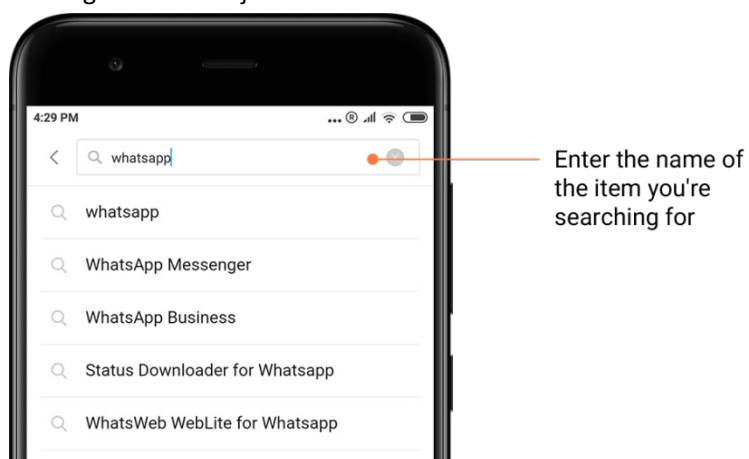 4:29 PM
whatsapp
Enter the name of
the item you're
searching for
whatsapp
WhatsApp Messenger
WhatsApp Business
Status Downloader for Whatsapp
WhatsWeb WebLite for Whatsapp